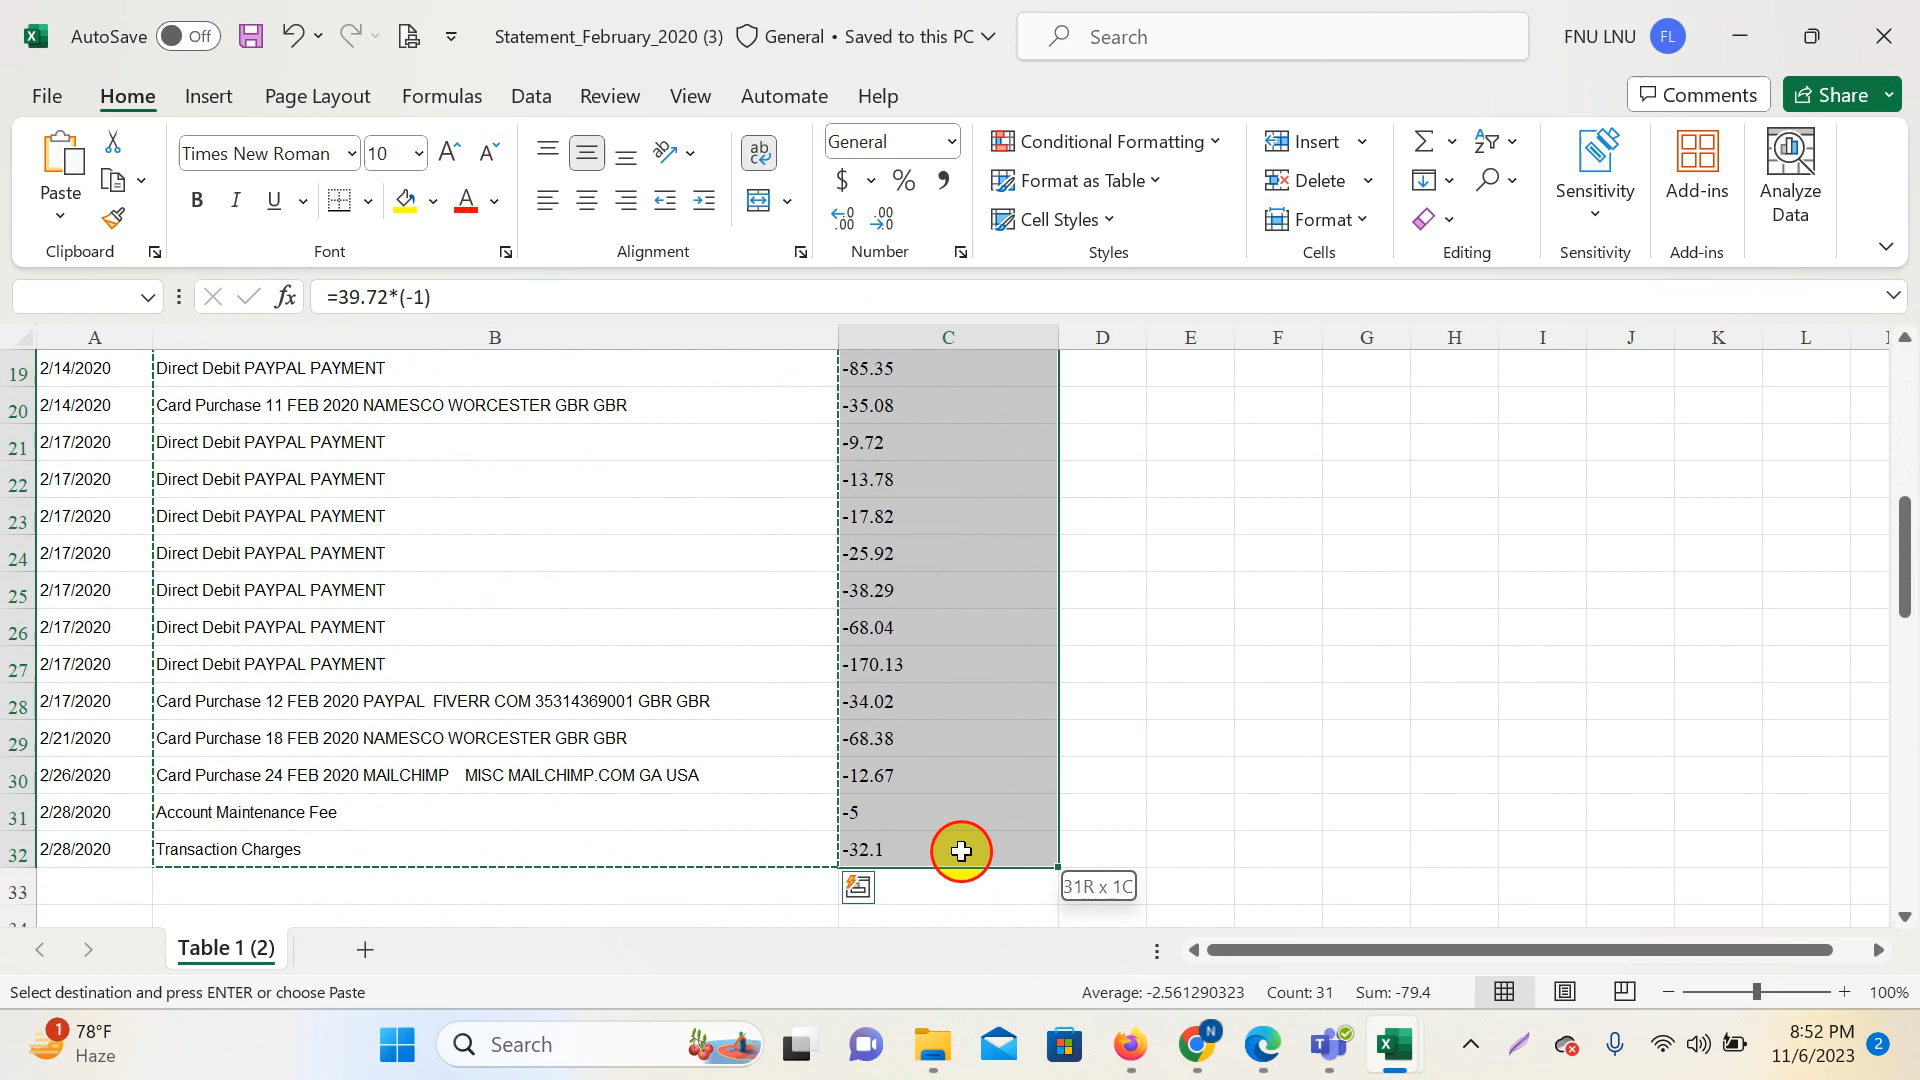 AutoSave Off Statement_February_2020 (3) General • Saved to this PC Search FNU LNU FL
File Home Insert Page Layout Formulas Data Review View Automate Help Comments Share
Paste Times New Roman 10 General Conditional Formatting Format as Table Cell Styles Insert Delete Format Sensitivity Add-ins Analyze Data
Clipboard Font Alignment Number Styles Cells Editing Sensitivity Add-ins
fx =39.72*(-1)
A B C D E F G H I J K L
19 2/14/2020 Direct Debit PAYPAL PAYMENT -85.35
20 2/14/2020 Card Purchase 11 FEB 2020 NAMESCO WORCESTER GBR GBR -35.08
21 2/17/2020 Direct Debit PAYPAL PAYMENT -9.72
22 2/17/2020 Direct Debit PAYPAL PAYMENT -13.78
23 2/17/2020 Direct Debit PAYPAL PAYMENT -17.82
24 2/17/2020 Direct Debit PAYPAL PAYMENT -25.92
25 2/17/2020 Direct Debit PAYPAL PAYMENT -38.29
26 2/17/2020 Direct Debit PAYPAL PAYMENT -68.04
27 2/17/2020 Direct Debit PAYPAL PAYMENT -170.13
28 2/17/2020 Card Purchase 12 FEB 2020 PAYPAL FIVERR COM 35314369001 GBR GBR -34.02
29 2/21/2020 Card Purchase 18 FEB 2020 NAMESCO WORCESTER GBR GBR -68.38
30 2/26/2020 Card Purchase 24 FEB 2020 MAILCHIMP MISC MAILCHIMP.COM GA USA -12.67
31 2/28/2020 Account Maintenance Fee -5
32 2/28/2020 Transaction Charges -32.1
33 31R x 1C
Table 1 (2)
Select destination and press ENTER or choose Paste Average: -2.561290323 Count: 31 Sum: -79.4 100%
1 78°F Haze Search 8:52 PM 11/6/2023 2